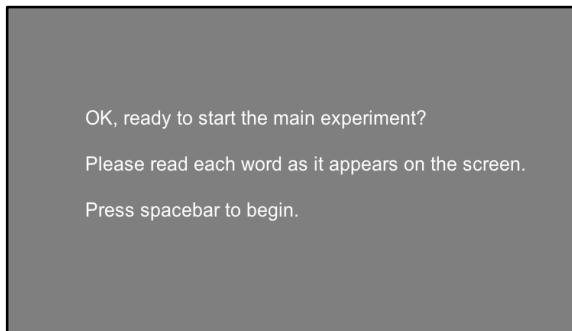 OK, ready to start the main experiment?
Please read each word as it appears on the screen.
Press spacebar to begin.